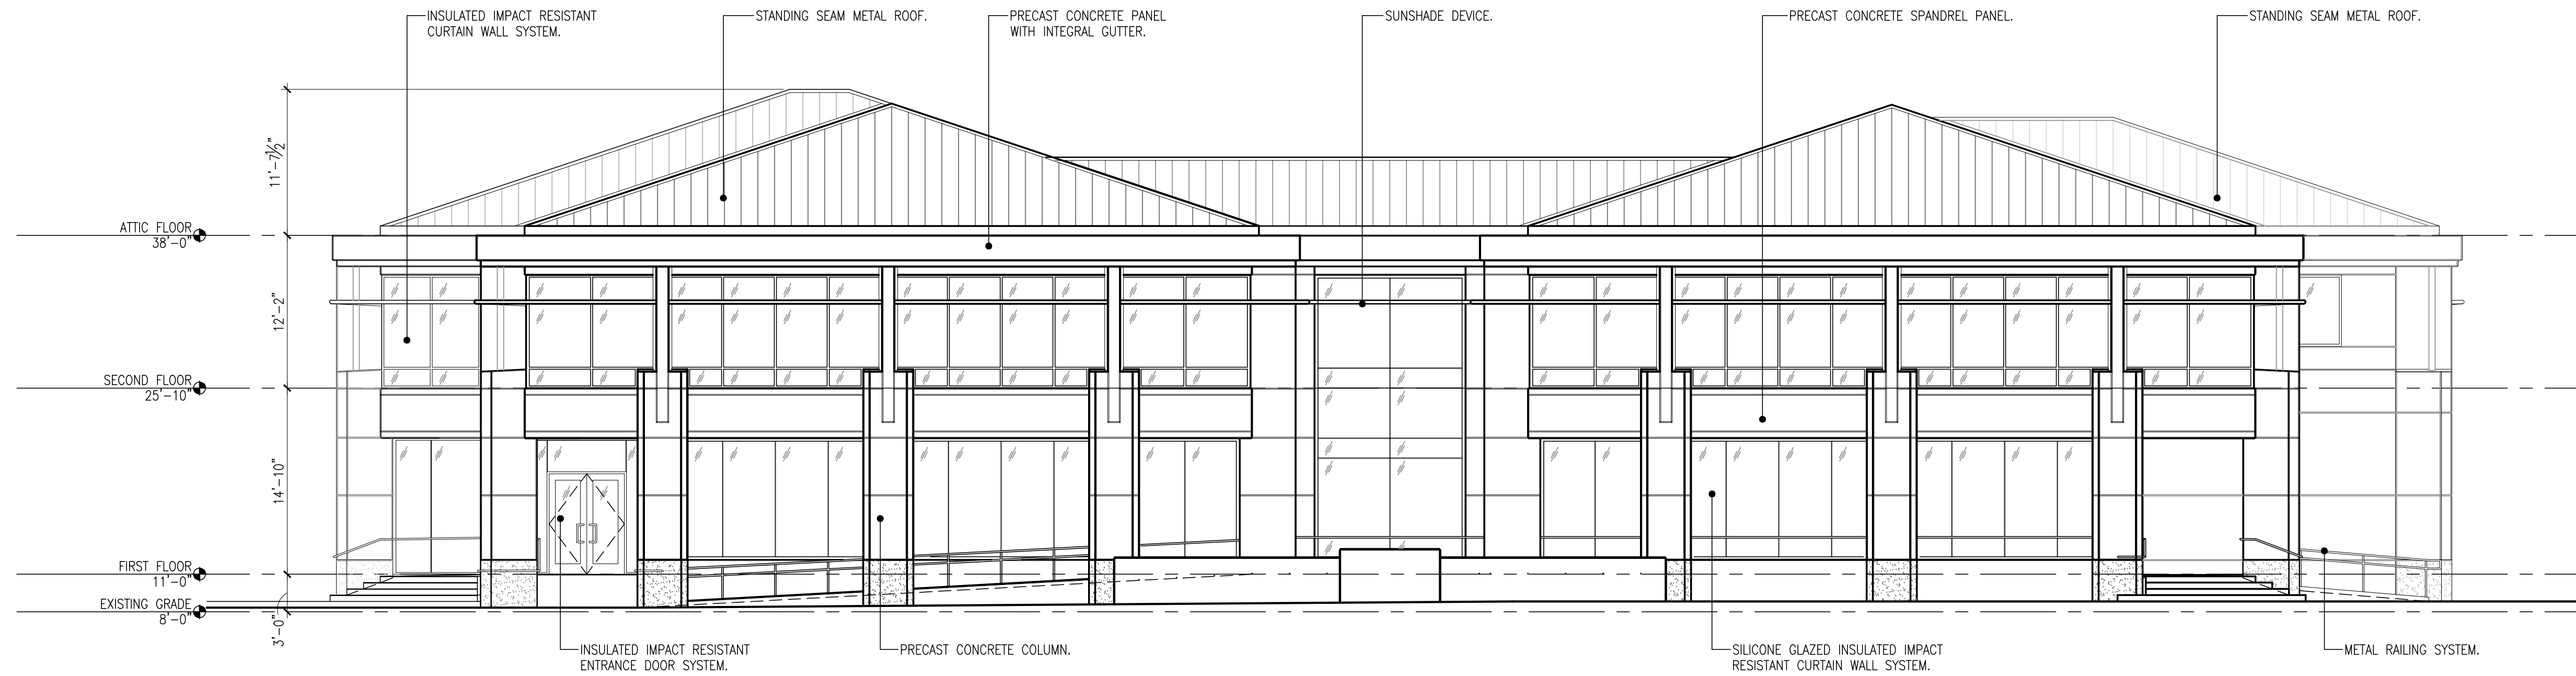 INSULATED IMPACT RESISTANT
CURTAIN WALL SYSTEM.
STANDING SEAM METAL ROOF.
PRECAST CONCRETE PANEL
WITH INTEGRAL GUTTER.
SUNSHADE DEVICE.
PRECAST CONCRETE SPANDREL PANEL.
STANDING SEAM METAL ROOF.
11'-7½"
ATTIC FLOOR
38'-0"
12'-2"
SECOND FLOOR
25'-10"
14'-10"
FIRST FLOOR
11'-0"
EXISTING GRADE
8'-0"
3'-0"
INSULATED IMPACT RESISTANT
ENTRANCE DOOR SYSTEM.
PRECAST CONCRETE COLUMN.
SILICONE GLAZED INSULATED IMPACT
RESISTANT CURTAIN WALL SYSTEM.
METAL RAILING SYSTEM.